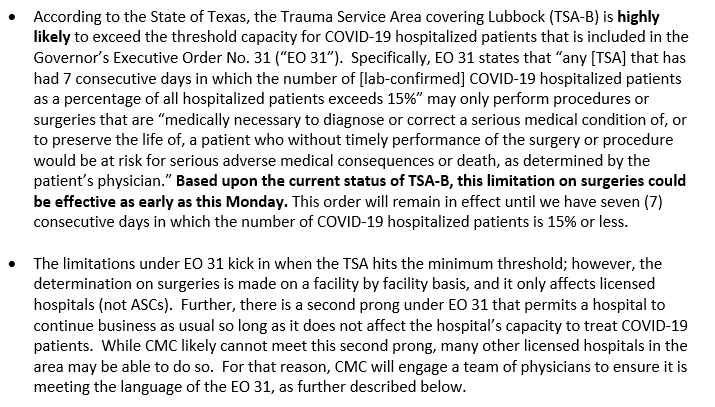 • According to the State of Texas, the Trauma Service Area covering Lubbock (TSA-B) is highly
likely to exceed the threshold capacity for COVID-19 hospitalized patients that is included in the
Governor’s Executive Order No. 31 (“EO 31”).  Specifically, EO 31 states that “any [TSA] that has
had 7 consecutive days in which the number of [lab-confirmed] COVID-19 hospitalized patients
as a percentage of all hospitalized patients exceeds 15%” may only perform procedures or
surgeries that are “medically necessary to diagnose or correct a serious medical condition of, or
to preserve the life of, a patient who without timely performance of the surgery or procedure
would be at risk for serious adverse medical consequences or death, as determined by the
patient’s physician.” Based upon the current status of TSA-B, this limitation on surgeries could
be effective as early as this Monday. This order will remain in effect until we have seven (7)
consecutive days in which the number of COVID-19 hospitalized patients is 15% or less.
• The limitations under EO 31 kick in when the TSA hits the minimum threshold; however, the
determination on surgeries is made on a facility by facility basis, and it only affects licensed
hospitals (not ASCs).  Further, there is a second prong under EO 31 that permits a hospital to
continue business as usual so long as it does not affect the hospital’s capacity to treat COVID-19
patients.  While CMC likely cannot meet this second prong, many other licensed hospitals in the
area may be able to do so.  For that reason, CMC will engage a team of physicians to ensure it is
meeting the language of the EO 31, as further described below.